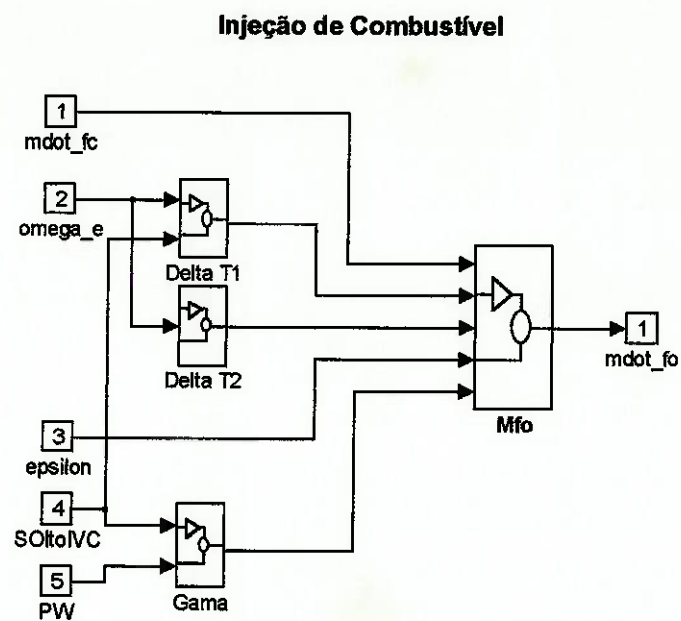 Injeção de Combustível
1
mdot_fc
2
omega_e
Delta T1
Delta T2
1
mdot_fo
Mfo
3
epsilon
4
SOItoIVC
5
PW
Gama